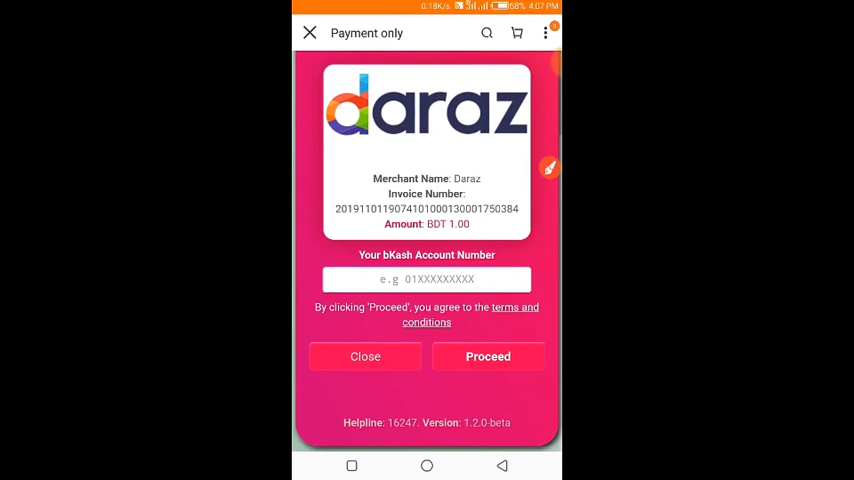 0.18K/s 68% 4:07 PM
Payment only
daraz
Merchant Name: Daraz
Invoice Number:
20191101190741010001300017​50384
Amount: BDT 1.00
Your bKash Account Number
e.g 01XXXXXXXXX
By clicking 'Proceed', you agree to the terms and
conditions
Close Proceed
Helpline: 16247. Version: 1.2.0-beta